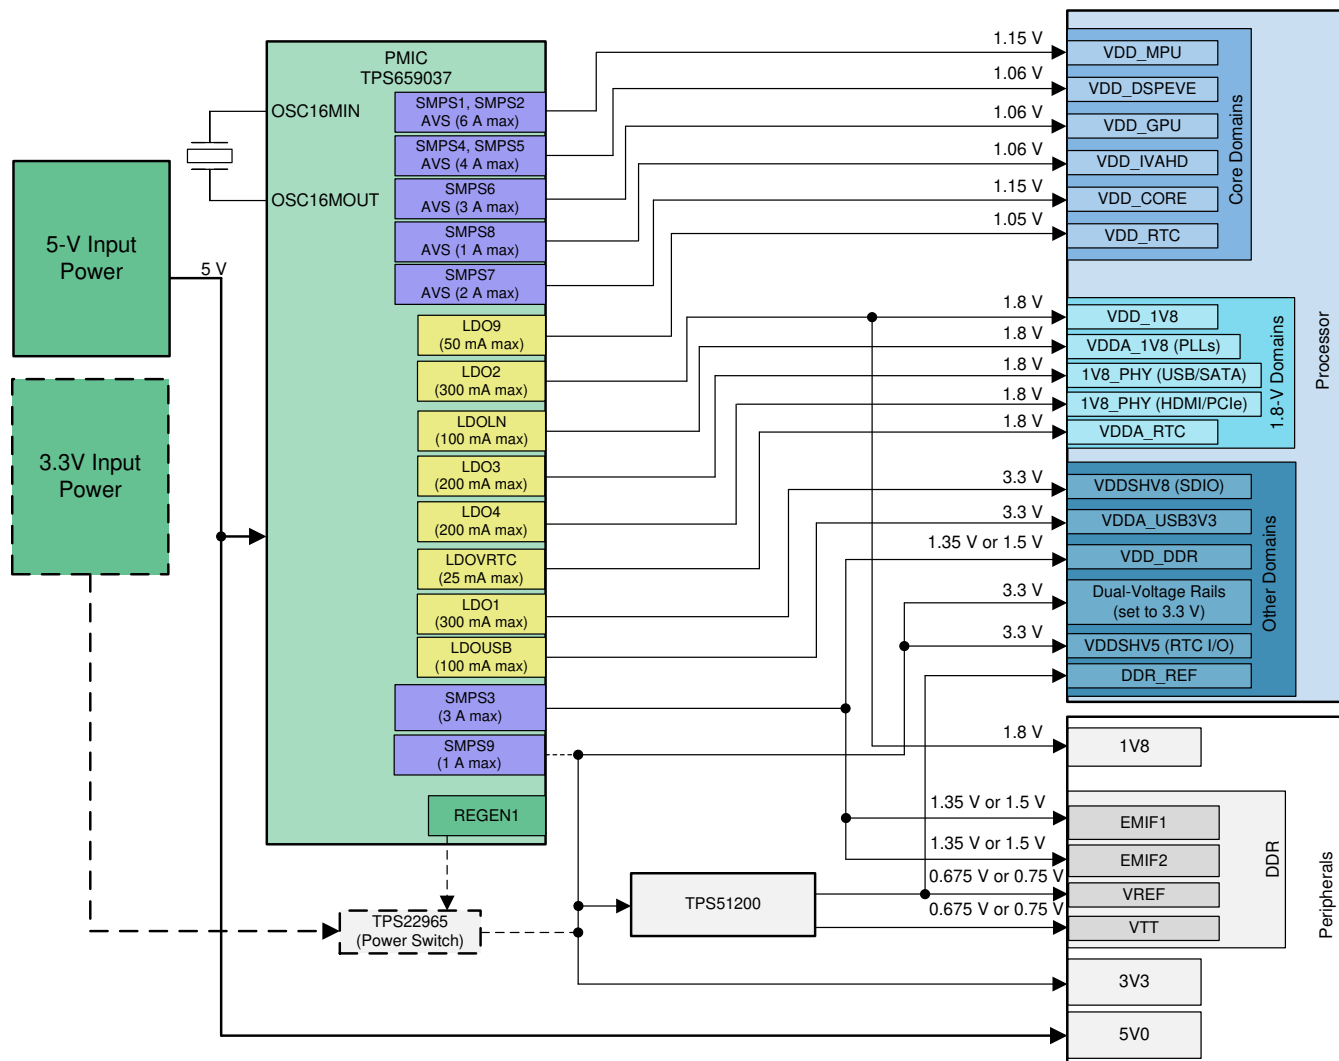 PMIC
TPS659037
OSC16MIN
OSC16MOUT
5-V Input
Power
5 V
3.3V Input
Power
SMPS1, SMPS2
AVS (6 A max)
SMPS4, SMPS5
AVS (4 A max)
SMPS6
AVS (3 A max)
SMPS8
AVS (1 A max)
SMPS7
AVS (2 A max)
LDO9
(50 mA max)
LDO2
(300 mA max)
LDOLN
(100 mA max)
LDO3
(200 mA max)
LDO4
(200 mA max)
LDOVRTC
(25 mA max)
LDO1
(300 mA max)
LDOUSB
(100 mA max)
SMPS3
(3 A max)
SMPS9
(1 A max)
REGEN1
TPS22965
(Power Switch)
TPS51200
1.15 V
VDD_MPU
1.06 V
VDD_DSPEVE
1.06 V
VDD_GPU
1.06 V
VDD_IVAHD
1.15 V
VDD_CORE
1.05 V
VDD_RTC
Core Domains
1.8 V
VDD_1V8
1.8 V
VDDA_1V8 (PLLs)
1.8 V
1V8_PHY (USB/SATA)
1.8 V
1V8_PHY (HDMI/PCIe)
1.8 V
VDDA_RTC
1.8-V Domains
3.3 V
VDDSHV8 (SDIO)
3.3 V
VDDA_USB3V3
1.35 V or 1.5 V
VDD_DDR
3.3 V
Dual-Voltage Rails
(set to 3.3 V)
3.3 V
VDDSHV5 (RTC I/O)
DDR_REF
Other Domains
Processor
1.8 V
1V8
1.35 V or 1.5 V
EMIF1
1.35 V or 1.5 V
EMIF2
0.675 V or 0.75 V
VREF
0.675 V or 0.75 V
VTT
DDR
3V3
5V0
Peripherals